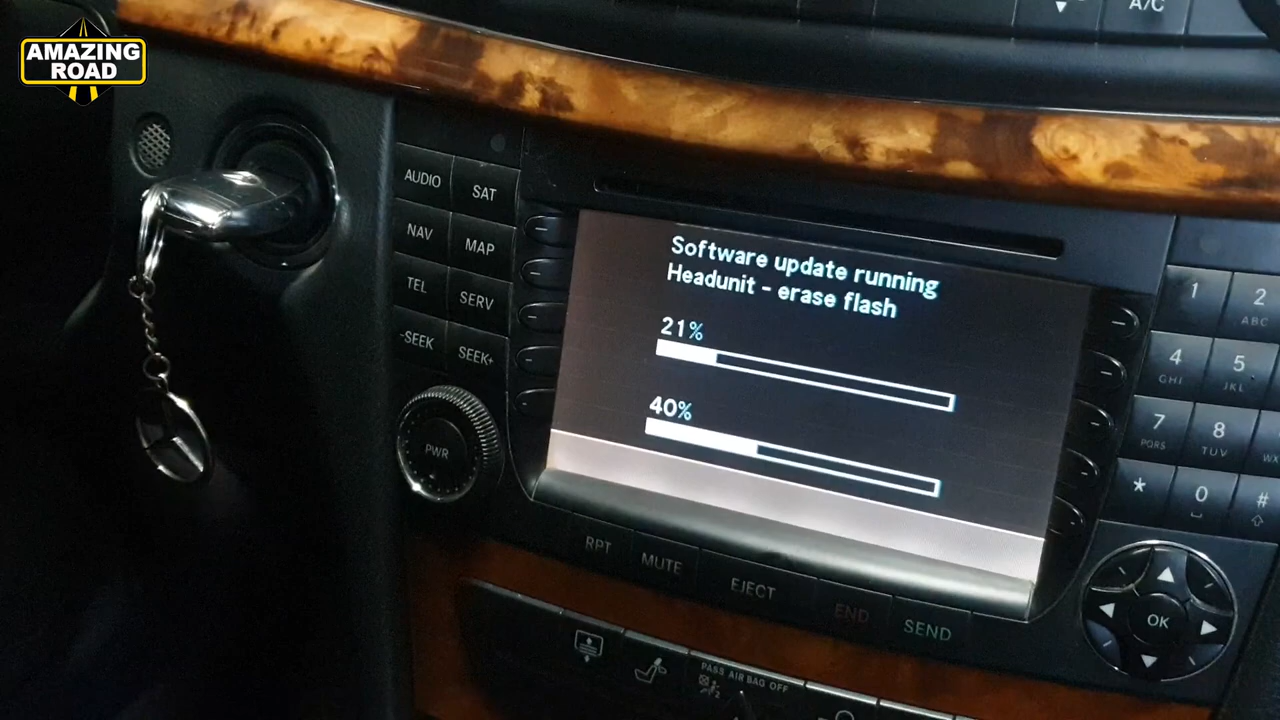 AMAZING
ROAD
A/C
AUDIO
SAT
NAV
MAP
TEL
SERV
-SEEK
SEEK+
PWR
Software update running
Headunit - erase flash
21%
40%
1
2
ABC
4
GHI
5
JKL
7
PQRS
8
TUV
*
0
#
OK
RPT
MUTE
EJECT
END
SEND
PASS AIR BAG OFF